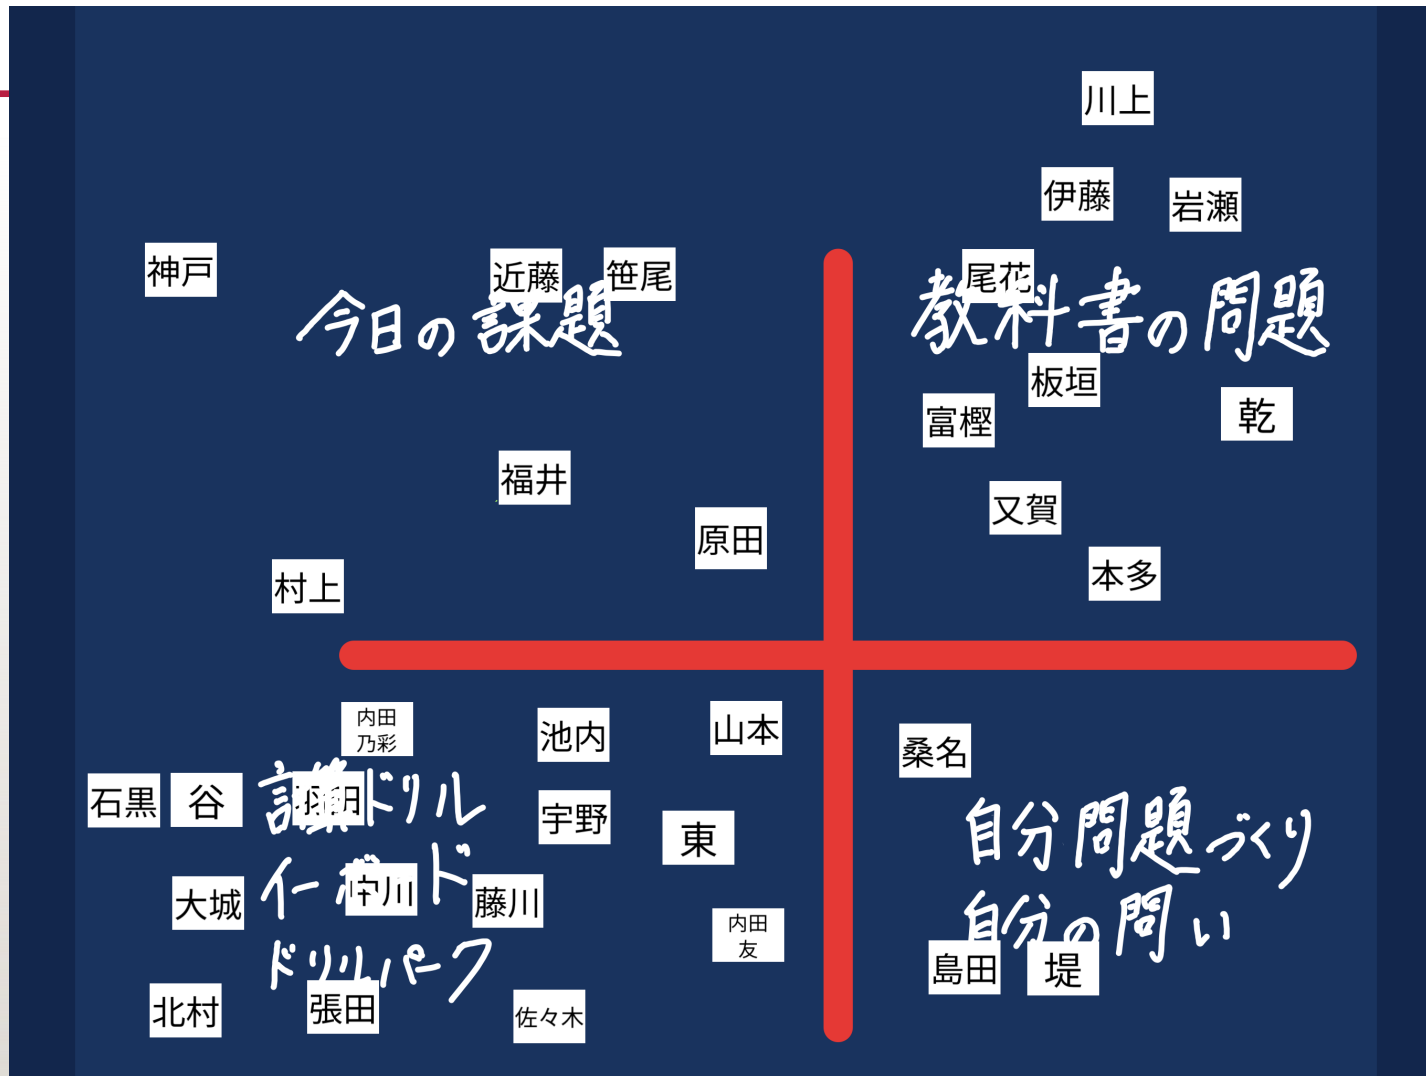 川上
伊藤
岩瀬
神戸
近藤
笹尾
尾花
今日の課題
教科書の問題
板垣
富樫
乾
福井
又賀
原田
本多
村上
内田
乃彩
池内
山本
桑名
石黒
谷
ドリル
宇野
東
自分問題づくり
大城
中川
藤川
内田
友
自分の問い
ドリルパーク
島田
堤
北村
張田
佐々木